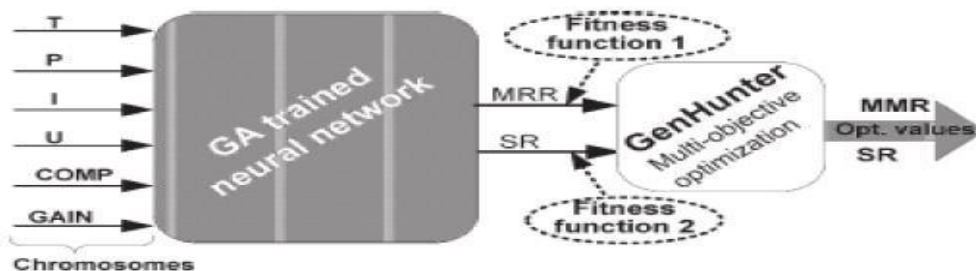 T
P
I
U
COMP
GAIN
Chromosomes
GA trained
neural network
MRR
SR
Fitness
function 1
Fitness
function 2
GenHunter
Multi-objective
optimization
MMR
Opt. values
SR